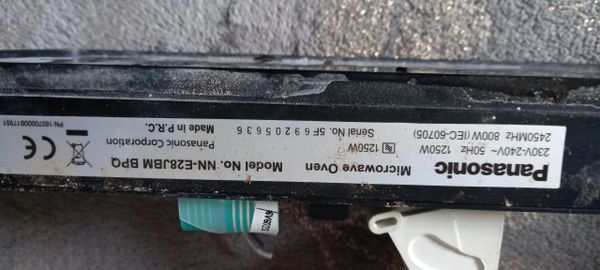 Panasonic
230V-240V~ 50Hz 1250W
2450MHz 800W (IEC-60705)
Microwave Oven
1250W
Serial No. 5F69205636
Model No. NN-E28JBM BPQ
Panasonic Corporation
Made in P.R.C.
CE